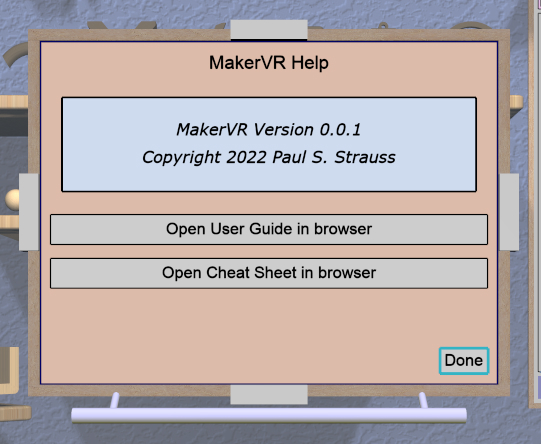 MakerVR Help
MakerVR Version 0.0.1
Copyright 2022 Paul S. Strauss
Open User Guide in browser
Open Cheat Sheet in browser
Done